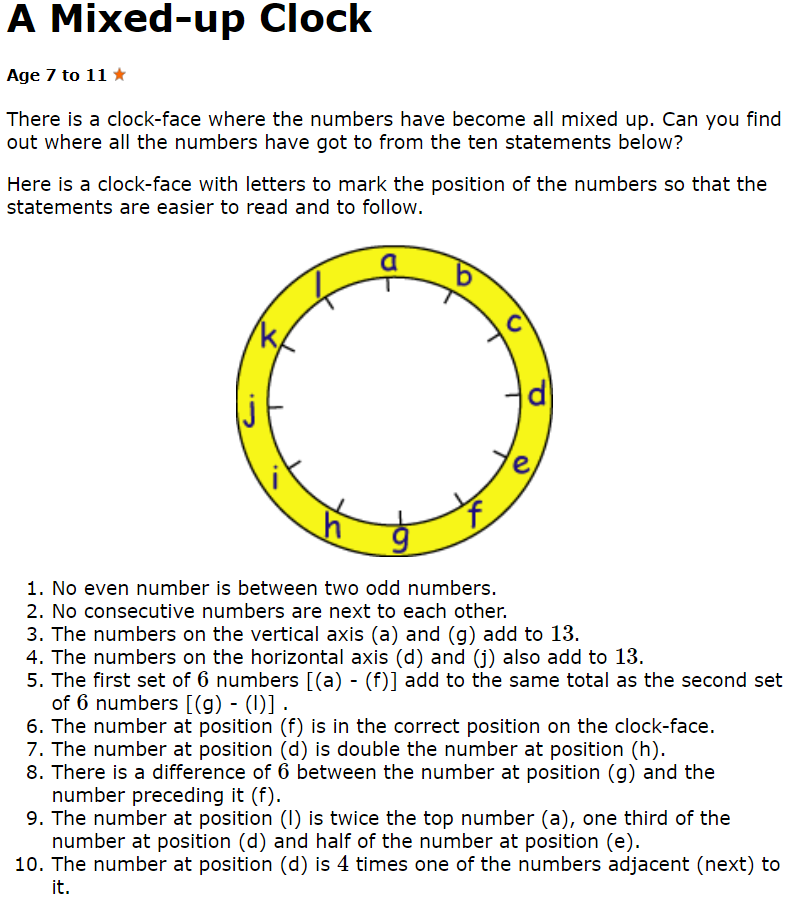 A Mixed-up Clock
Age 7 to 11
There is a clock-face where the numbers have become all mixed up. Can you find
out where all the numbers have got to from the ten statements below?
Here is a clock-face with letters to mark the position of the numbers so that the
statements are easier to read and to follow.
a
b
c
d
e
f
g
h
i
j
k
l
1. No even number is between two odd numbers.
2. No consecutive numbers are next to each other.
3. The numbers on the vertical axis (a) and (g) add to 13.
4. The numbers on the horizontal axis (d) and (j) also add to 13.
5. The first set of 6 numbers [(a) - (f)] add to the same total as the second set
of 6 numbers [(g) - (l)] .
6. The number at position (f) is in the correct position on the clock-face.
7. The number at position (d) is double the number at position (h).
8. There is a difference of 6 between the number at position (g) and the
number preceding it (f).
9. The number at position (l) is twice the top number (a), one third of the
number at position (d) and half of the number at position (e).
10. The number at position (d) is 4 times one of the numbers adjacent (next) to
it.